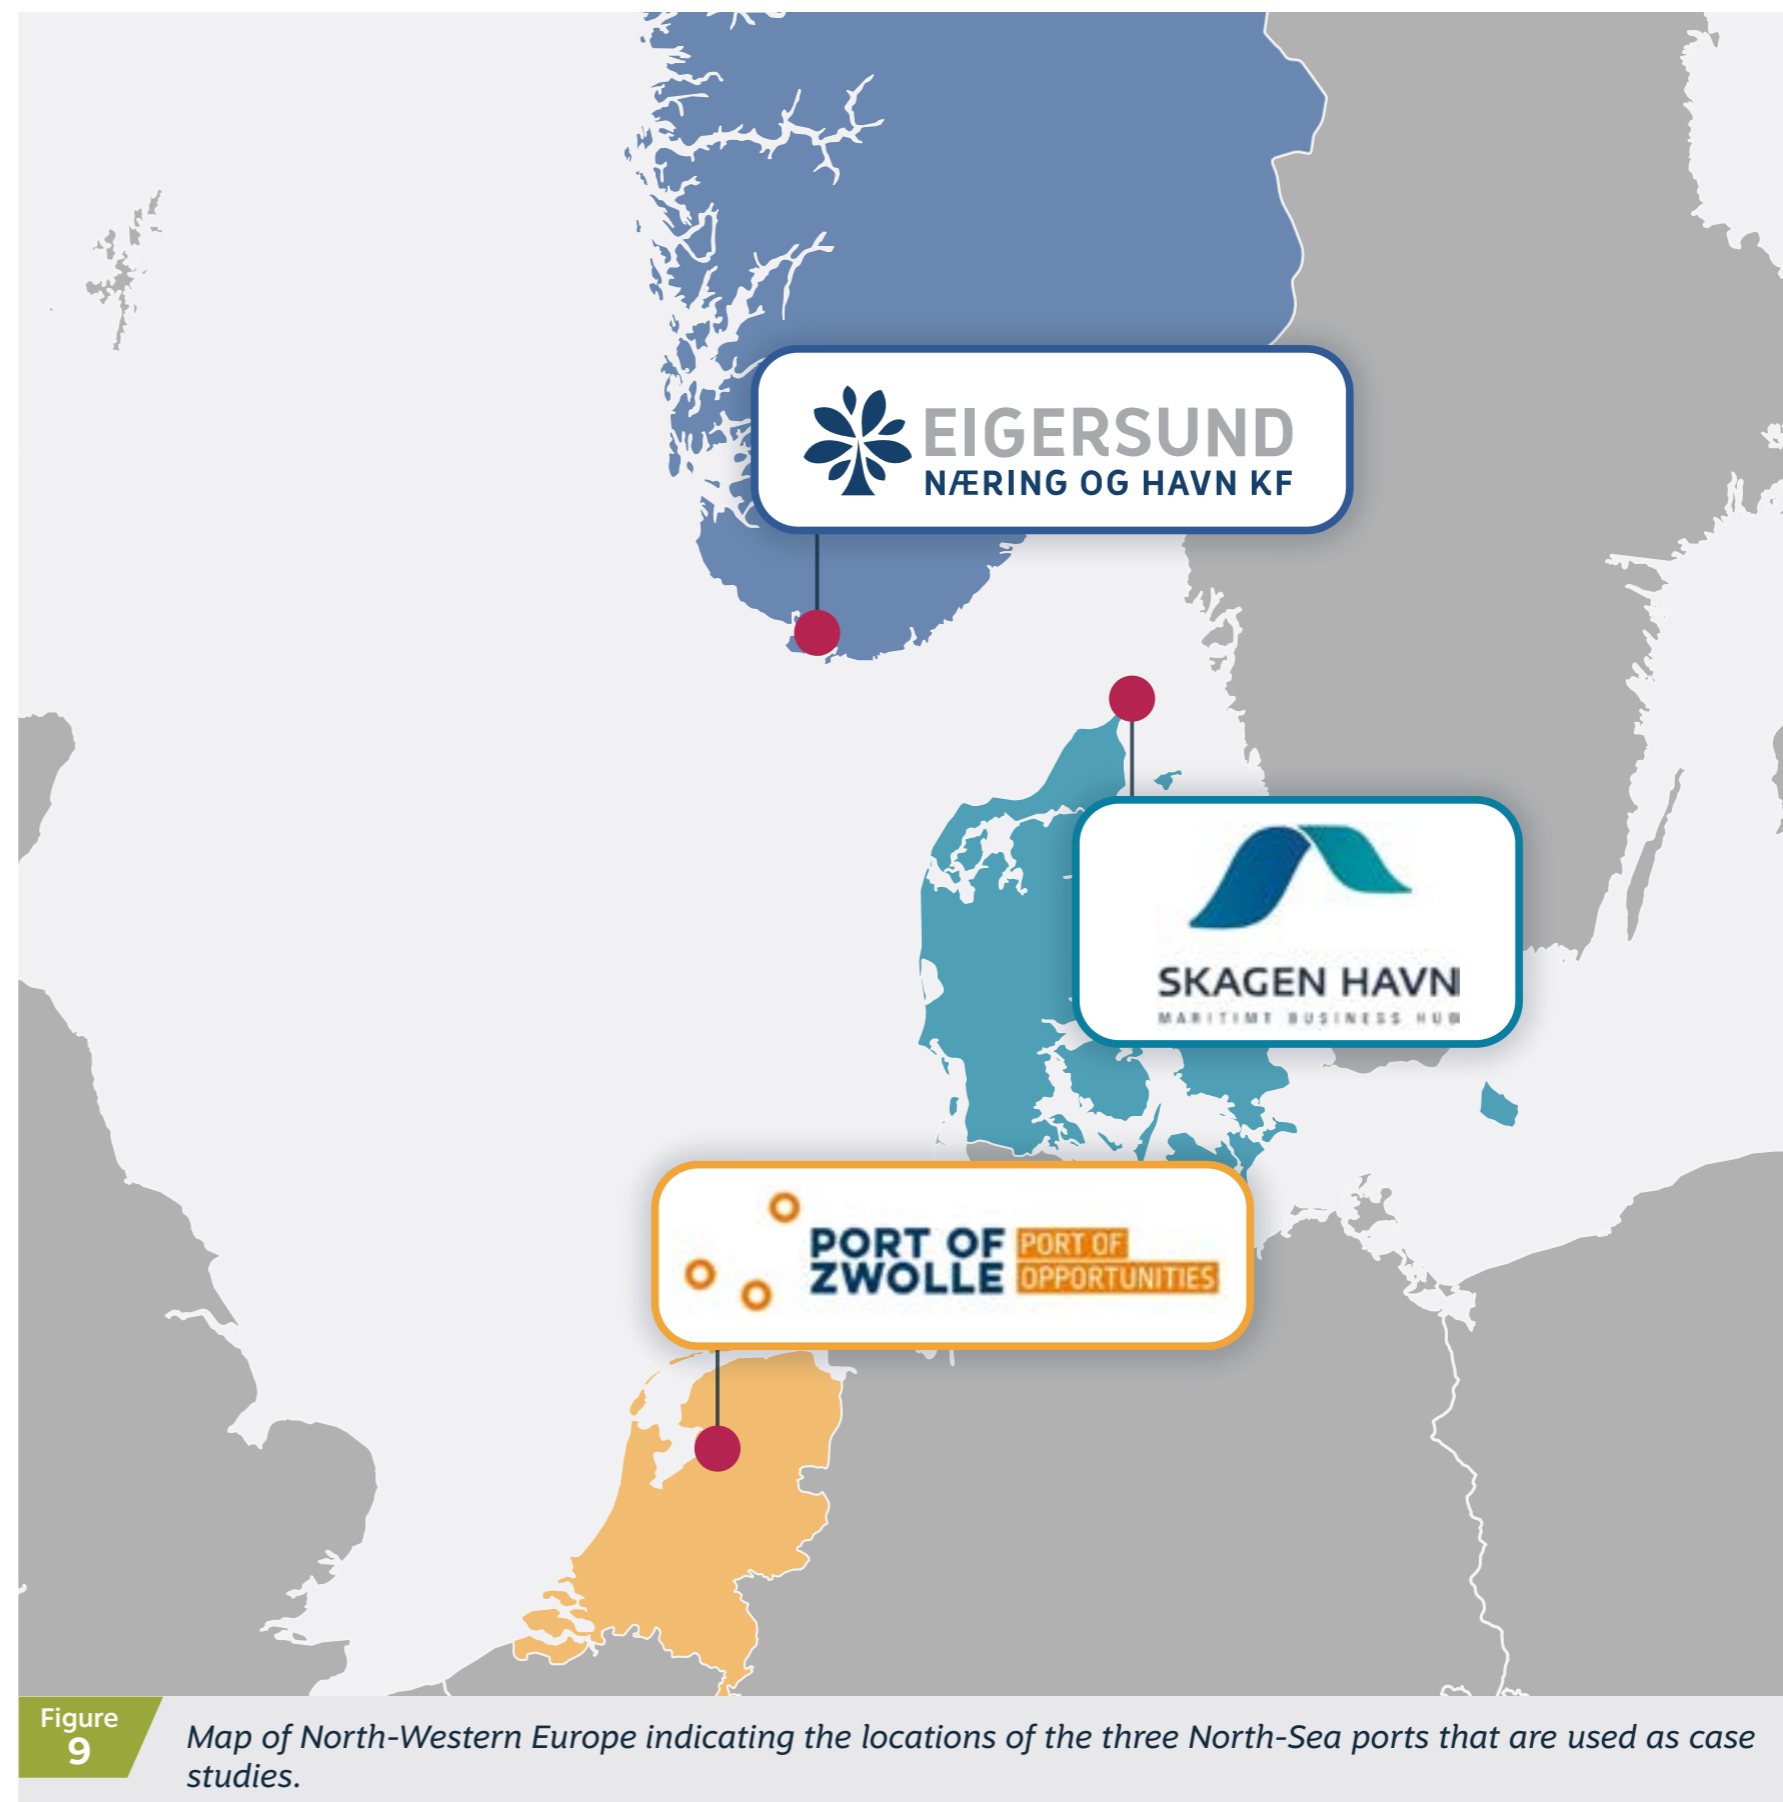 EIGERSUND
NÆRING OG HAVN KF
SKAGEN HAVN
MARITIMT BUSINESS HUB
PORT OF
ZWOLLE
PORT OF
OPPORTUNITIES
Figure
9
Map of North-Western Europe indicating the locations of the three North-Sea ports that are used as case
studies.